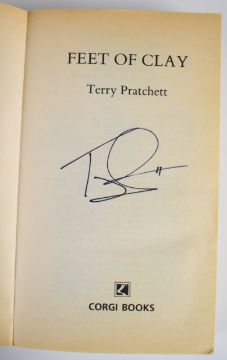 FEET OF CLAY
Terry Pratchett
CORGI BOOKS